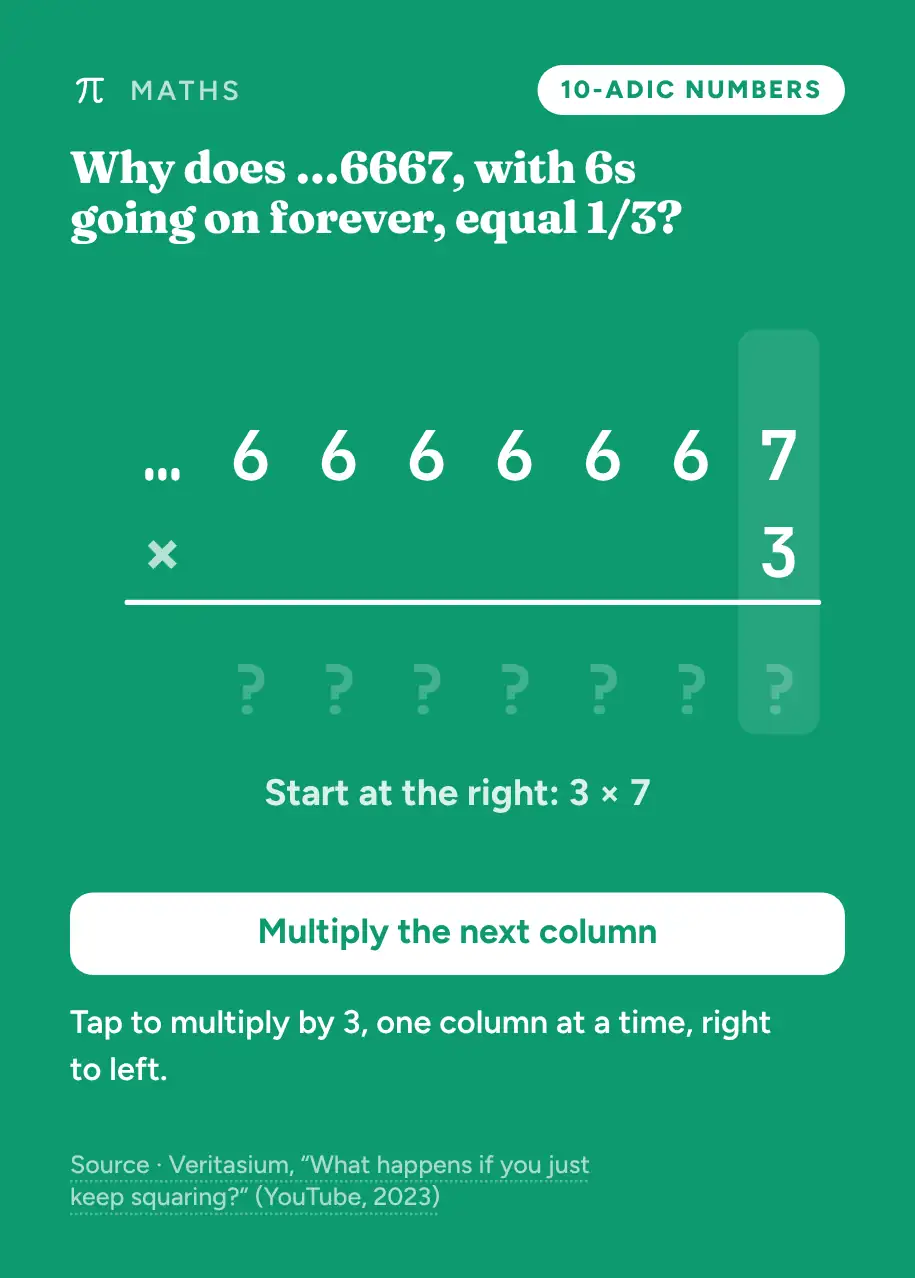 π MATHS
10-ADIC NUMBERS
Why does ...6667, with 6s
going on forever, equal 1/3?
... 6 6 6 6 6 6 7
× 3
? ? ? ? ? ? ?
Start at the right: 3 × 7
Multiply the next column
Tap to multiply by 3, one column at a time, right
to left.
Source · Veritasium, “What happens if you just
keep squaring?” (YouTube, 2023)